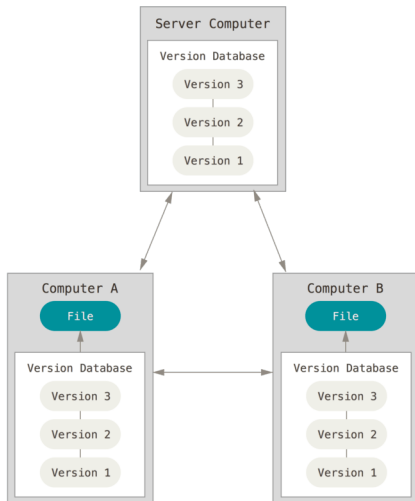 Server Computer
Version Database
Version 3
Version 2
Version 1
Computer A
File
Version Database
Version 3
Version 2
Version 1
Computer B
File
Version Database
Version 3
Version 2
Version 1